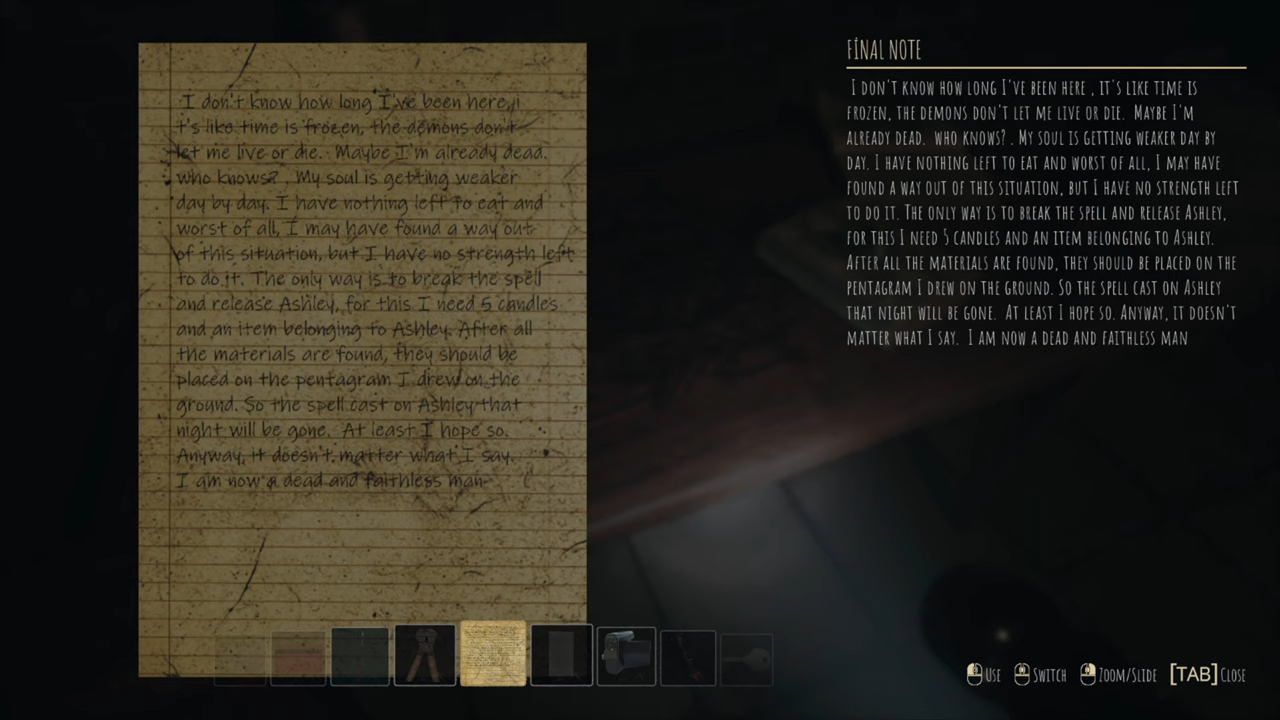 I don't know how long I've been here,i
t's like time is frozen, the demons don't
let me live or die. Maybe I'm already dead.
who knows? . My soul is getting weaker
day by day. I have nothing left to eat and
worst of all, I may have found a way out
of this situation, but I have no strength left
to do it. The only way is to break the spell
and release Ashley, for this I need 5 candles
and an item belonging to Ashley. After all
the materials are found, they should be
placed on the pentagram I drew on the
ground. So the spell cast on Ashley that
night will be gone. At least I hope so.
Anyway, it doesn't matter what I say.
I am now a dead and faithless man
FİNAL NOTE
I DON'T KNOW HOW LONG I'VE BEEN HERE , IT'S LIKE TIME IS
FROZEN, THE DEMONS DON'T LET ME LIVE OR DIE. MAYBE I'M
ALREADY DEAD. WHO KNOWS? . MY SOUL IS GETTING WEAKER DAY BY
DAY. I HAVE NOTHING LEFT TO EAT AND WORST OF ALL, I MAY HAVE
FOUND A WAY OUT OF THIS SITUATION, BUT I HAVE NO STRENGTH LEFT
TO DO IT. THE ONLY WAY IS TO BREAK THE SPELL AND RELEASE ASHLEY,
FOR THIS I NEED 5 CANDLES AND AN ITEM BELONGING TO ASHLEY.
AFTER ALL THE MATERIALS ARE FOUND, THEY SHOULD BE PLACED ON THE
PENTAGRAM I DREW ON THE GROUND. SO THE SPELL CAST ON ASHLEY
THAT NIGHT WILL BE GONE. AT LEAST I HOPE SO. ANYWAY, IT DOESN'T
MATTER WHAT I SAY. I AM NOW A DEAD AND FAITHLESS MAN
USE SWITCH ZOOM/SLIDE [TAB] CLOSE